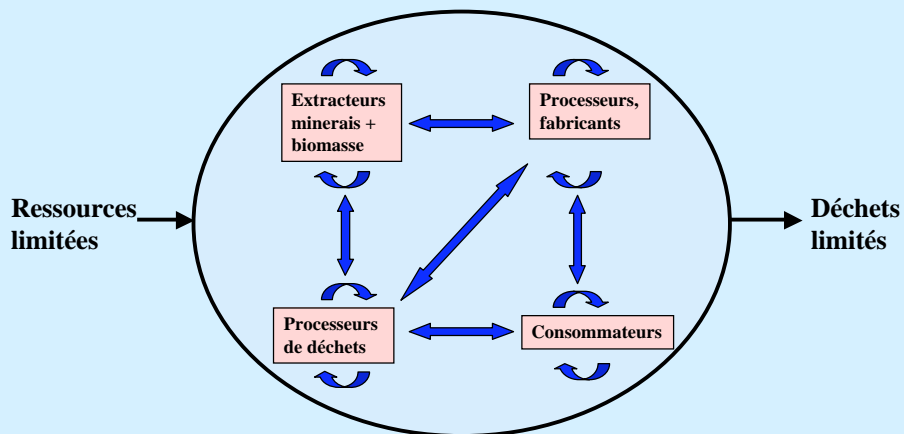 Extracteurs
minerais +
biomasse
Processeurs,
fabricants
Ressources
limitées
Déchets
limités
Processeurs
de déchets
Consommateurs